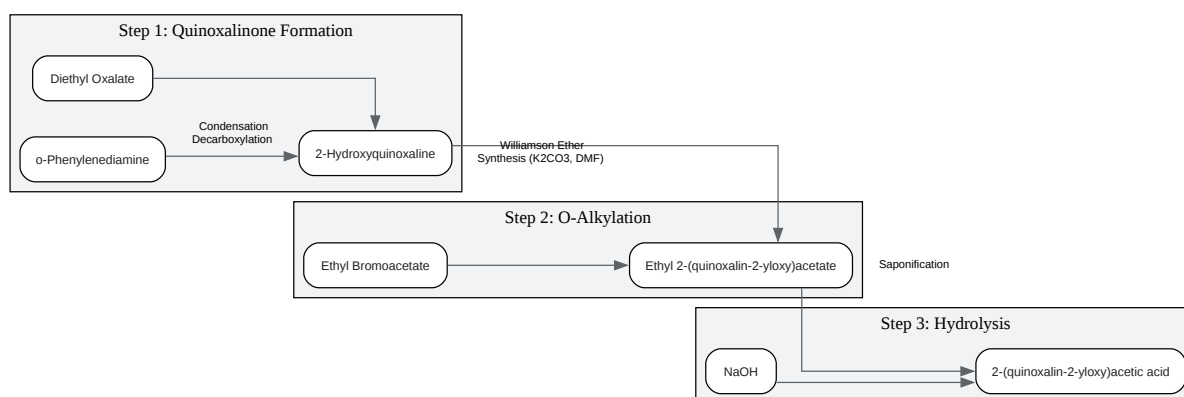 Step 1: Quinoxalinone Formation
Diethyl Oxalate
Condensation
Decarboxylation
o-Phenylenediamine
2-Hydroxyquinoxaline
Williamson Ether
Synthesis (K2CO3, DMF)
Step 2: O-Alkylation
Ethyl Bromoacetate
Ethyl 2-(quinoxalin-2-yloxy)acetate
Saponification
Step 3: Hydrolysis
NaOH
2-(quinoxalin-2-yloxy)acetic acid